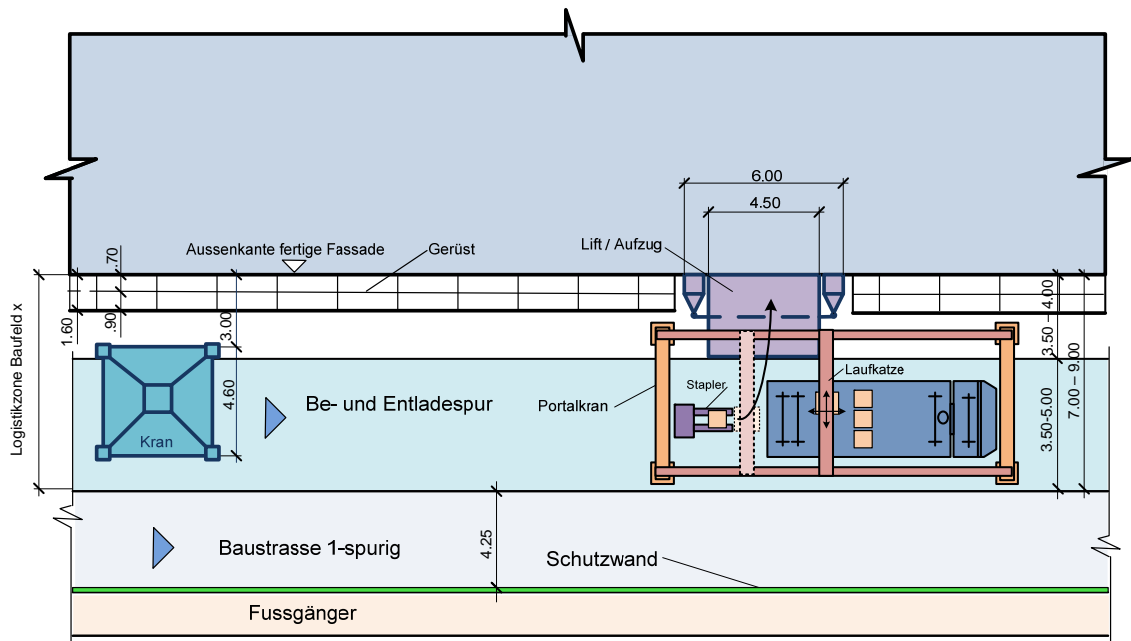 6.00
4.50
Lift / Aufzug
Aussenkante fertige Fassade
Gerüst
.70
.90
1.60
3.00
4.60
3.50 – 4.00
3.50-5.00
7.00 – 9.00
Logistikzone Baufeld x
Laufkatze
Stapler
Portalkran
Be- und Entladespur
Kran
Baustrasse 1-spurig
4.25
Schutzwand
Fussgänger